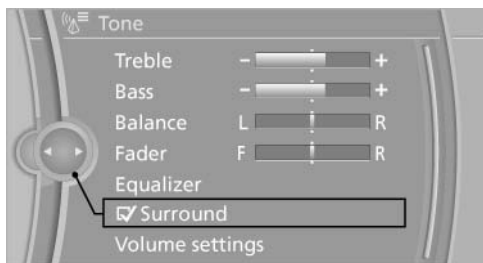 Tone
Treble - +
Bass - +
Balance L R
Fader F R
Equalizer
Surround
Volume settings